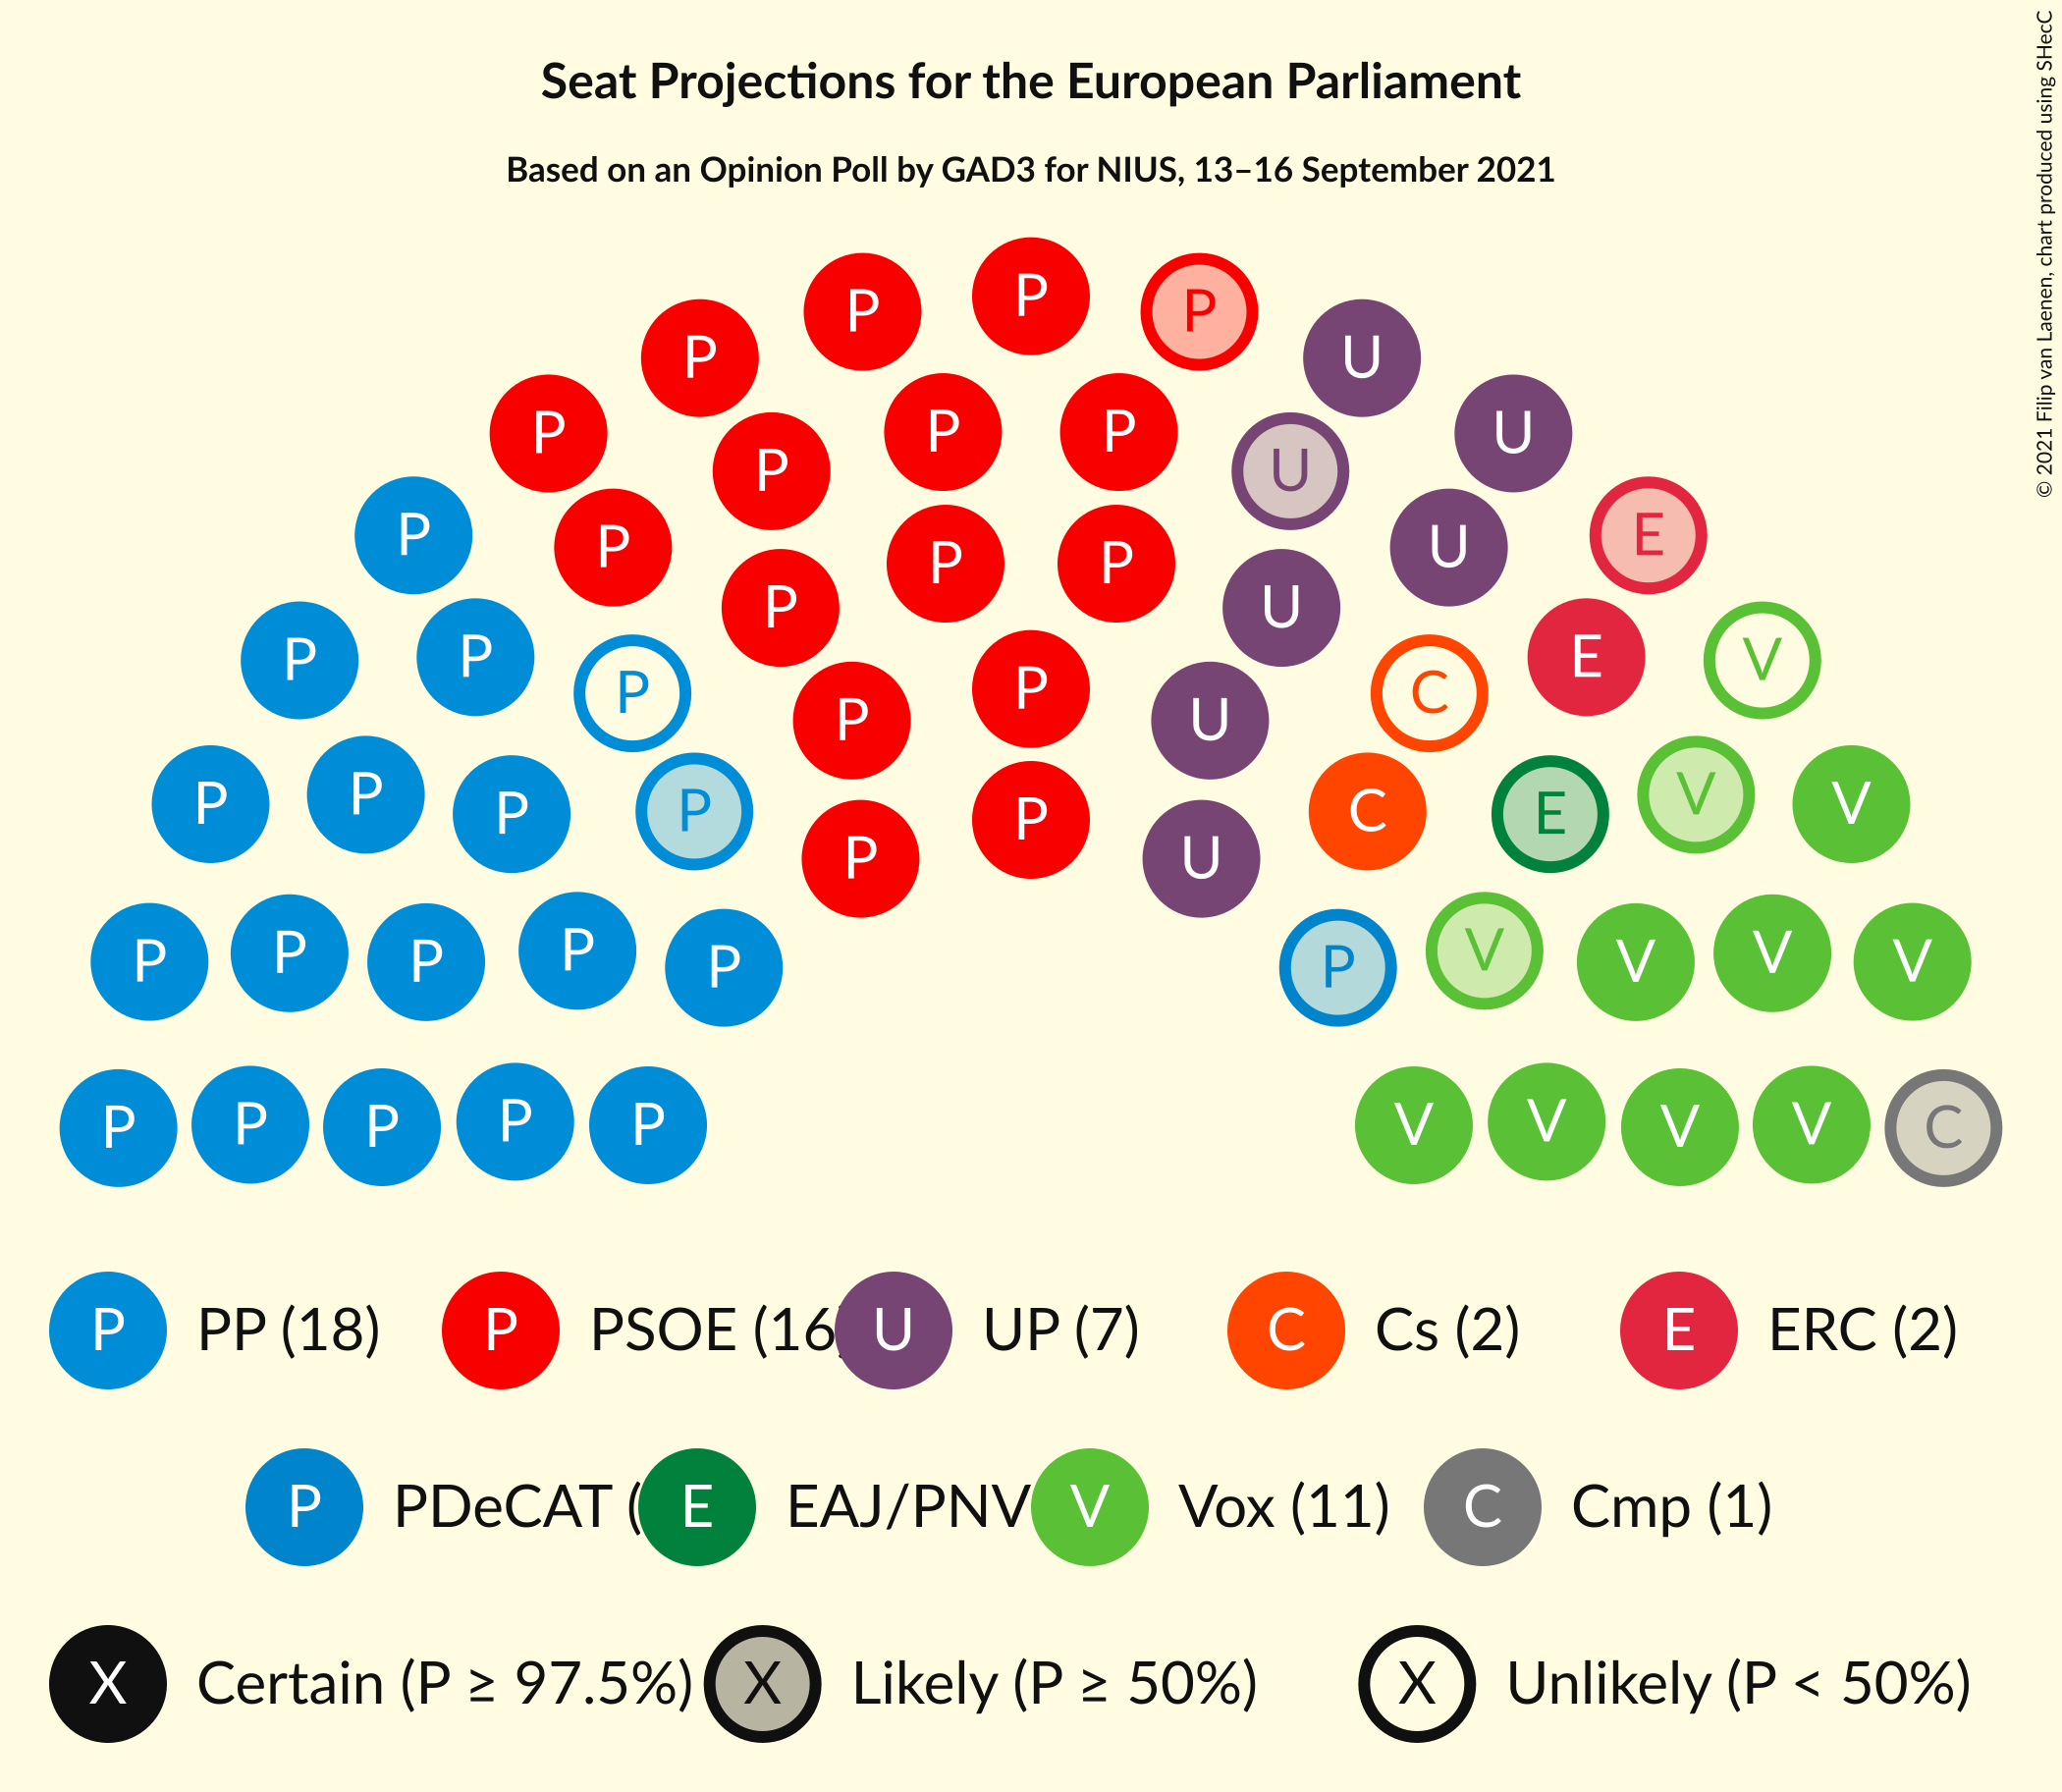 Seat Projections for the European Parliament
Based on an Opinion Poll by GAD3 for NIUS, 13–16 September 2021
© 2021 Filip van Laenen, chart produced using SHecC
P
P P
P U
P P P U
P U
P P P P U E
P U
P P P P C E V
P U
P P P P P C E V V
P U
P P P P P P V V V V
P P P P P V V V V C
P PP (18) P PSOE (16 U UP (7) C Cs (2) E ERC (2)
P PDeCAT ( E EAJ/PNV V Vox (11) C Cmp (1)
X Certain (P ≥ 97.5%) X Likely (P ≥ 50%) X Unlikely (P < 50%)